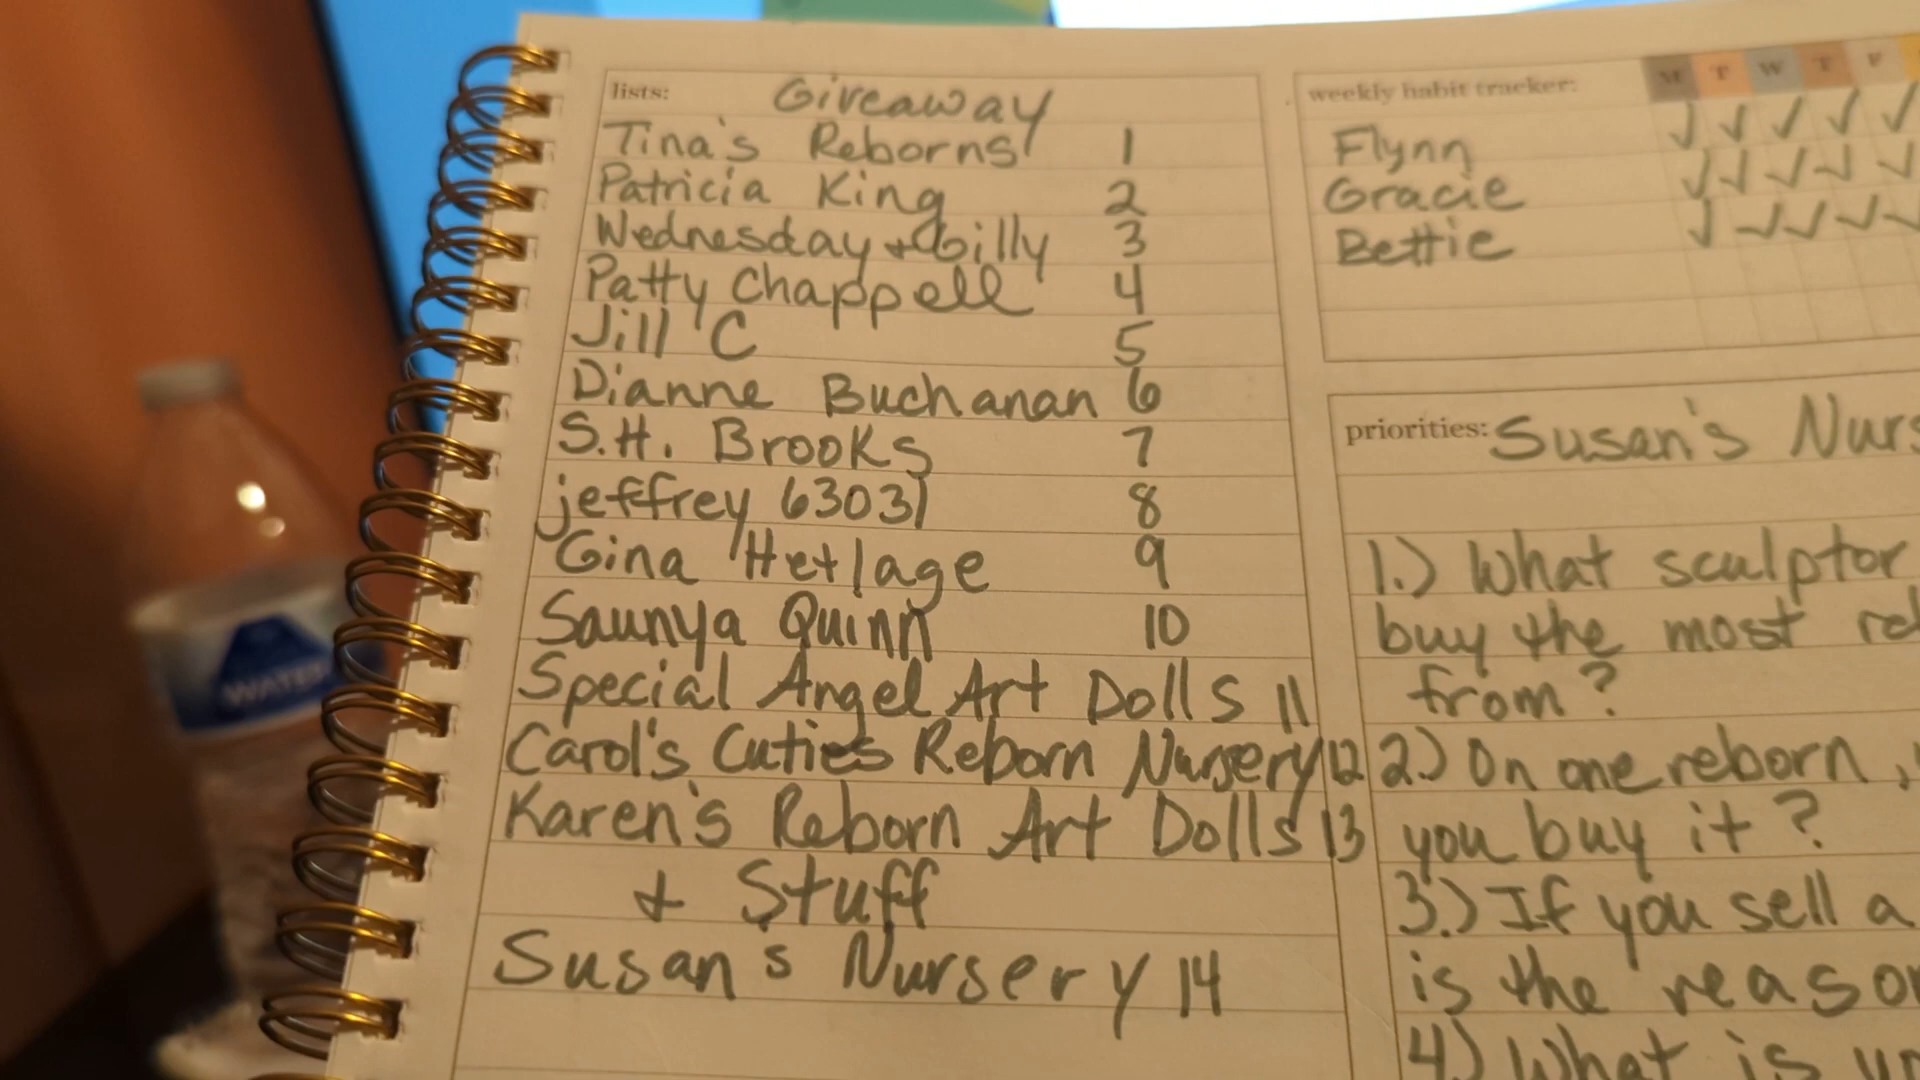 lists: Giveaway
Tina's Reborns 1
Patricia King 2
Wednesday + Gilly 3
Patty Chappell 4
Jill C 5
Dianne Buchanan 6
S.H. Brooks 7
jeffrey 63031 8
Gina Hetlage 9
Saunya Quinn 10
Special Angel Art Dolls 11
Carol's Cuties Reborn Nursery 12
Karen's Reborn Art Dolls 13
+ Stuff
Susan's Nursery 14
weekly habit tracker: M T W T F
Flynn
Gracie
Bettie
priorities: Susan's Nurs
1.) What sculptor
buy the most
from?
2.) On one reborn,
you buy it?
3.) If you sell a
is the reason
4.) What is
WATER